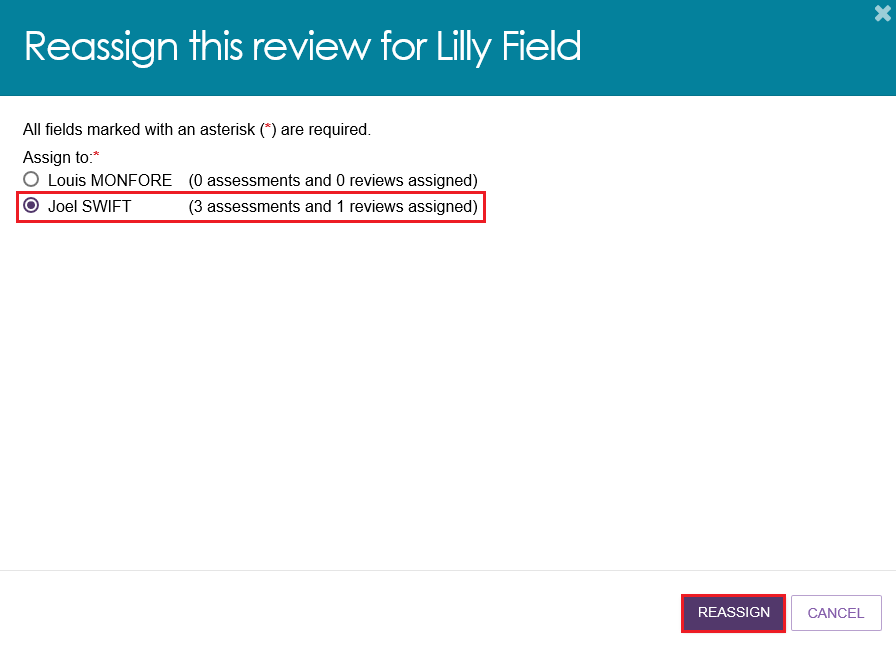 Reassign this review for Lilly Field
All fields marked with an asterisk (*) are required.
Assign to:*
Louis MONFORE (0 assessments and 0 reviews assigned)
Joel SWIFT (3 assessments and 1 reviews assigned)
REASSIGN CANCEL